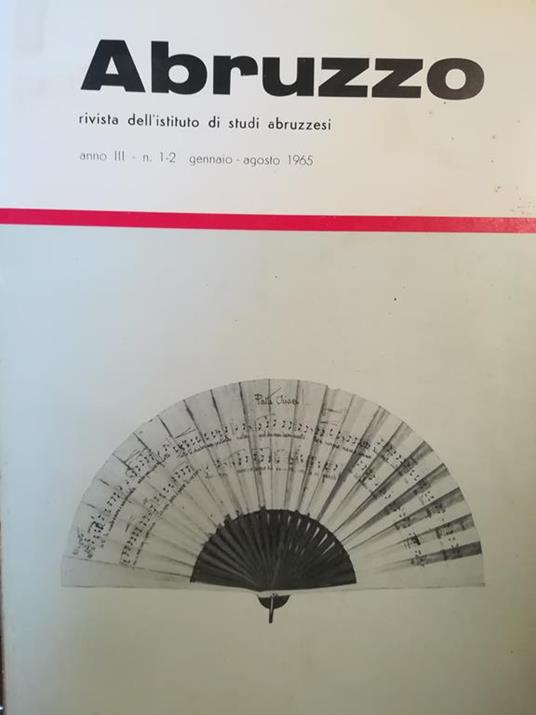 Abruzzo
rivista dell'istituto di studi abruzzesi
anno III - n. 1-2 gennaio - agosto 1965